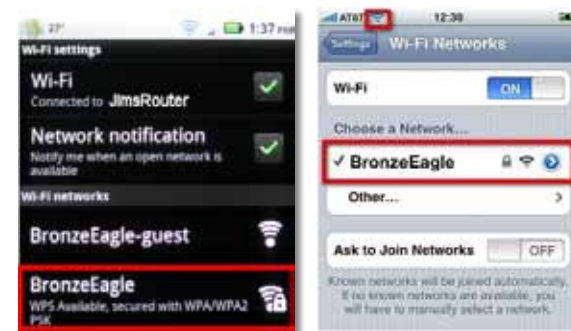 27°
1:37 PM
Wi-Fi settings
Wi-Fi
Connected to JimsRouter
Network notification
Notify me when an open network is
available
Wi-Fi networks
BronzeEagle-guest
BronzeEagle
WPS Available, secured with WPA/WPA2
PSK
AT&T
12:30
Settings
Wi-Fi Networks
Wi-Fi
ON
Choose a Network...
BronzeEagle
Other...
Ask to Join Networks
OFF
Known networks will be joined automatically.
If no known networks are available, you
will have to manually select a network.